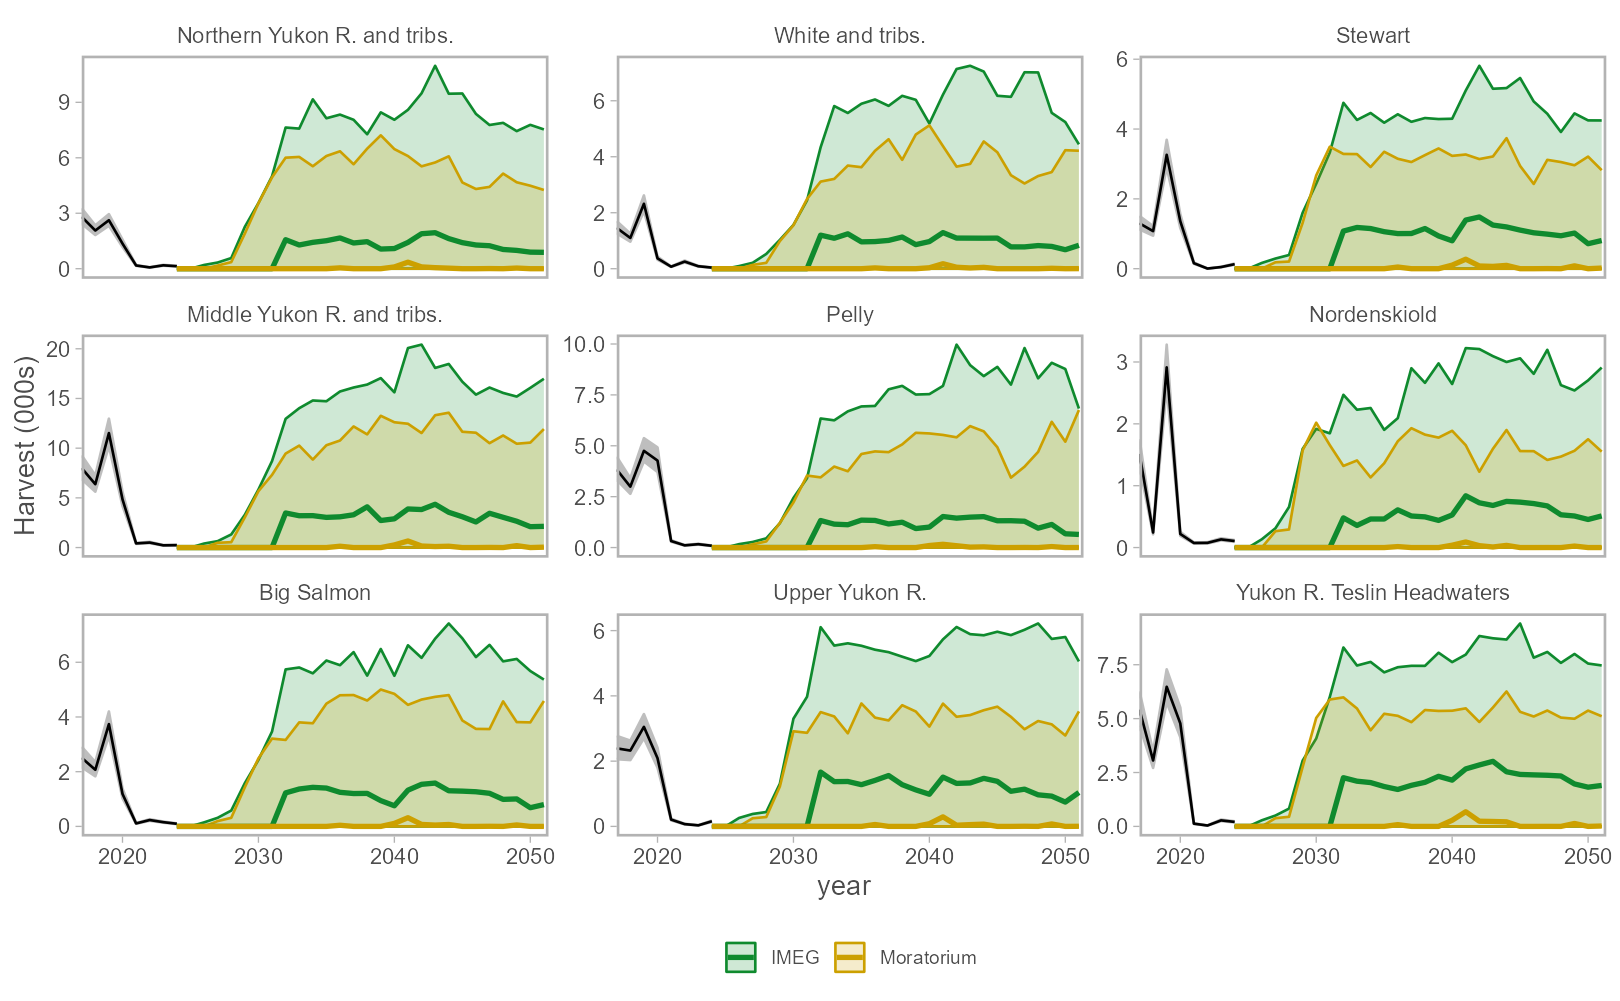 Northern Yukon R. and tribs.
White and tribs.
Stewart
9
6
3
0
6
4
2
0
6
4
2
0
Middle Yukon R. and tribs.
Pelly
Nordenskiold
Harvest (000s)
20
15
10
5
0
10.0
7.5
5.0
2.5
0.0
3
2
1
0
Big Salmon
Upper Yukon R.
Yukon R. Teslin Headwaters
6
4
2
0
6
4
2
0
7.5
5.0
2.5
0.0
2020 2030 2040 2050
2020 2030 2040 2050
2020 2030 2040 2050
year
IMEG Moratorium